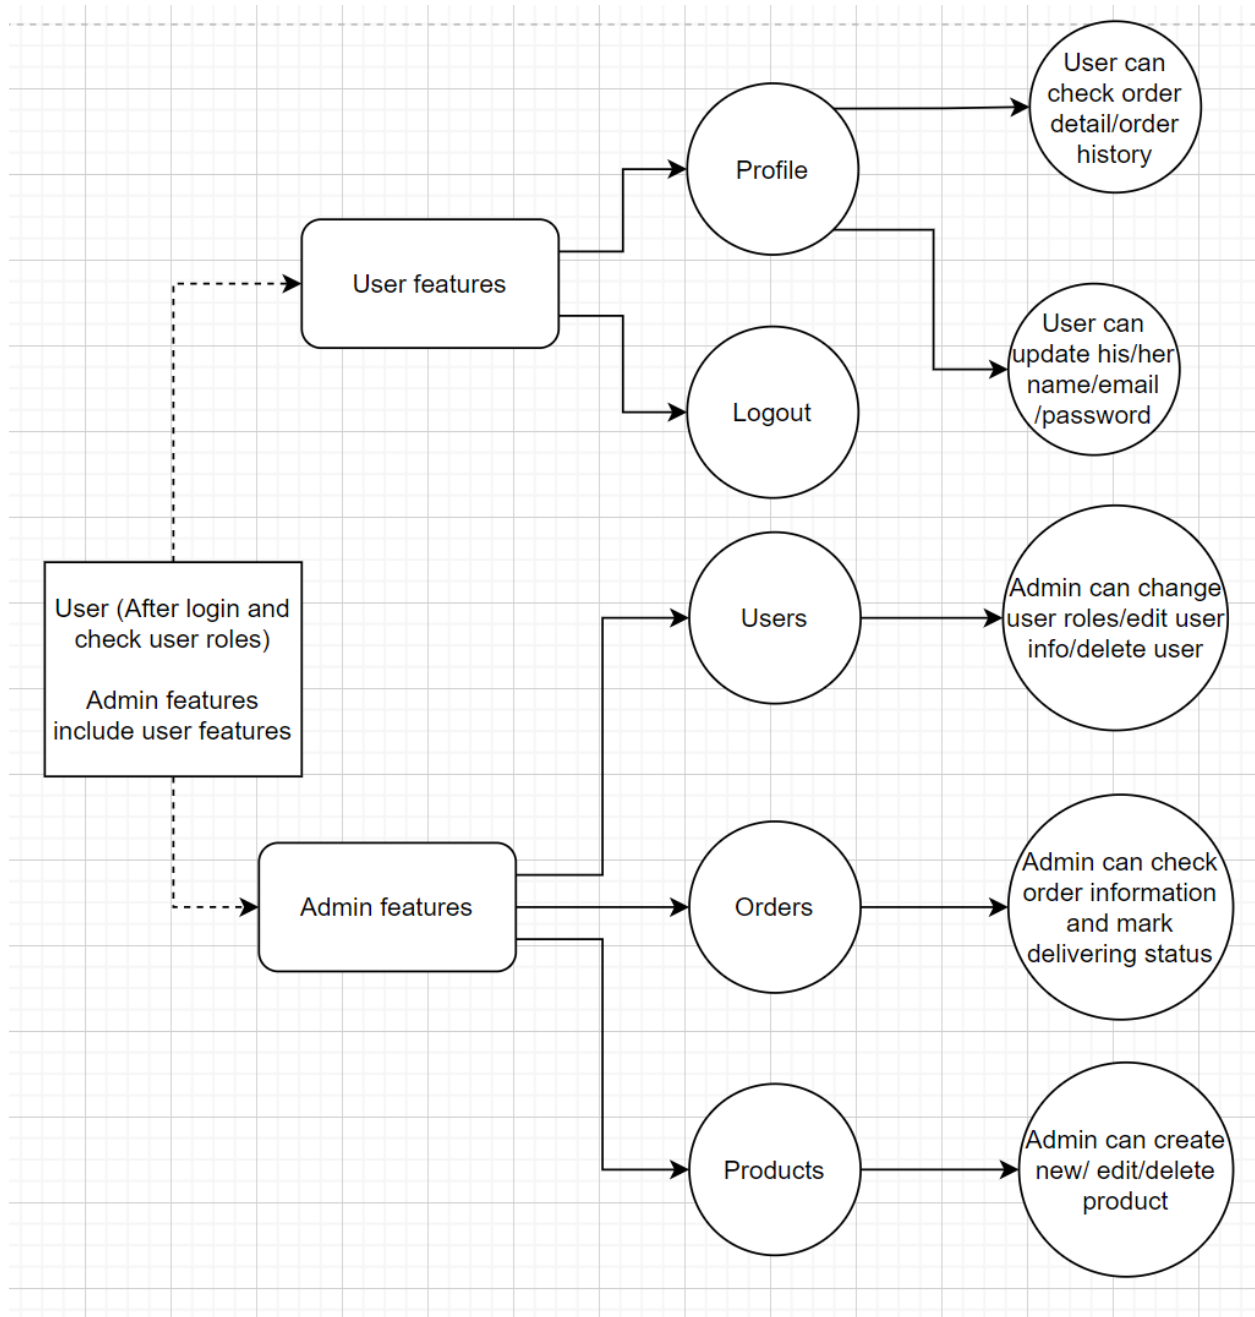 User can
check order
detail/order
history
Profile
User features
User can
update his/her
name/email
/password
Logout
User (After login and
check user roles)
Admin features
include user features
Users
Admin can change
user roles/edit user
info/delete user
Admin features
Orders
Admin can check
order information
and mark
delivering status
Products
Admin can create
new/ edit/delete
product